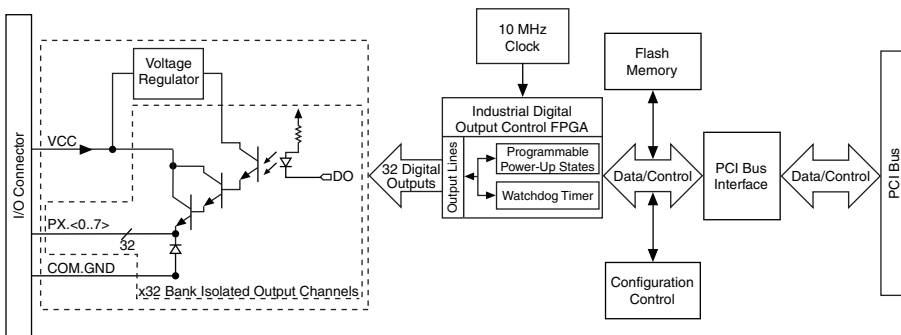 I/O Connector
VCC
PX.<0..7>
32
COM.GND
Voltage
Regulator
DO
x32 Bank Isolated Output Channels
32 Digital
Outputs
10 MHz
Clock
Industrial Digital
Output Control FPGA
Output Lines
Programmable
Power-Up States
Watchdog Timer
Flash
Memory
Data/Control
Configuration
Control
PCI Bus
Interface
Data/Control
PCI Bus